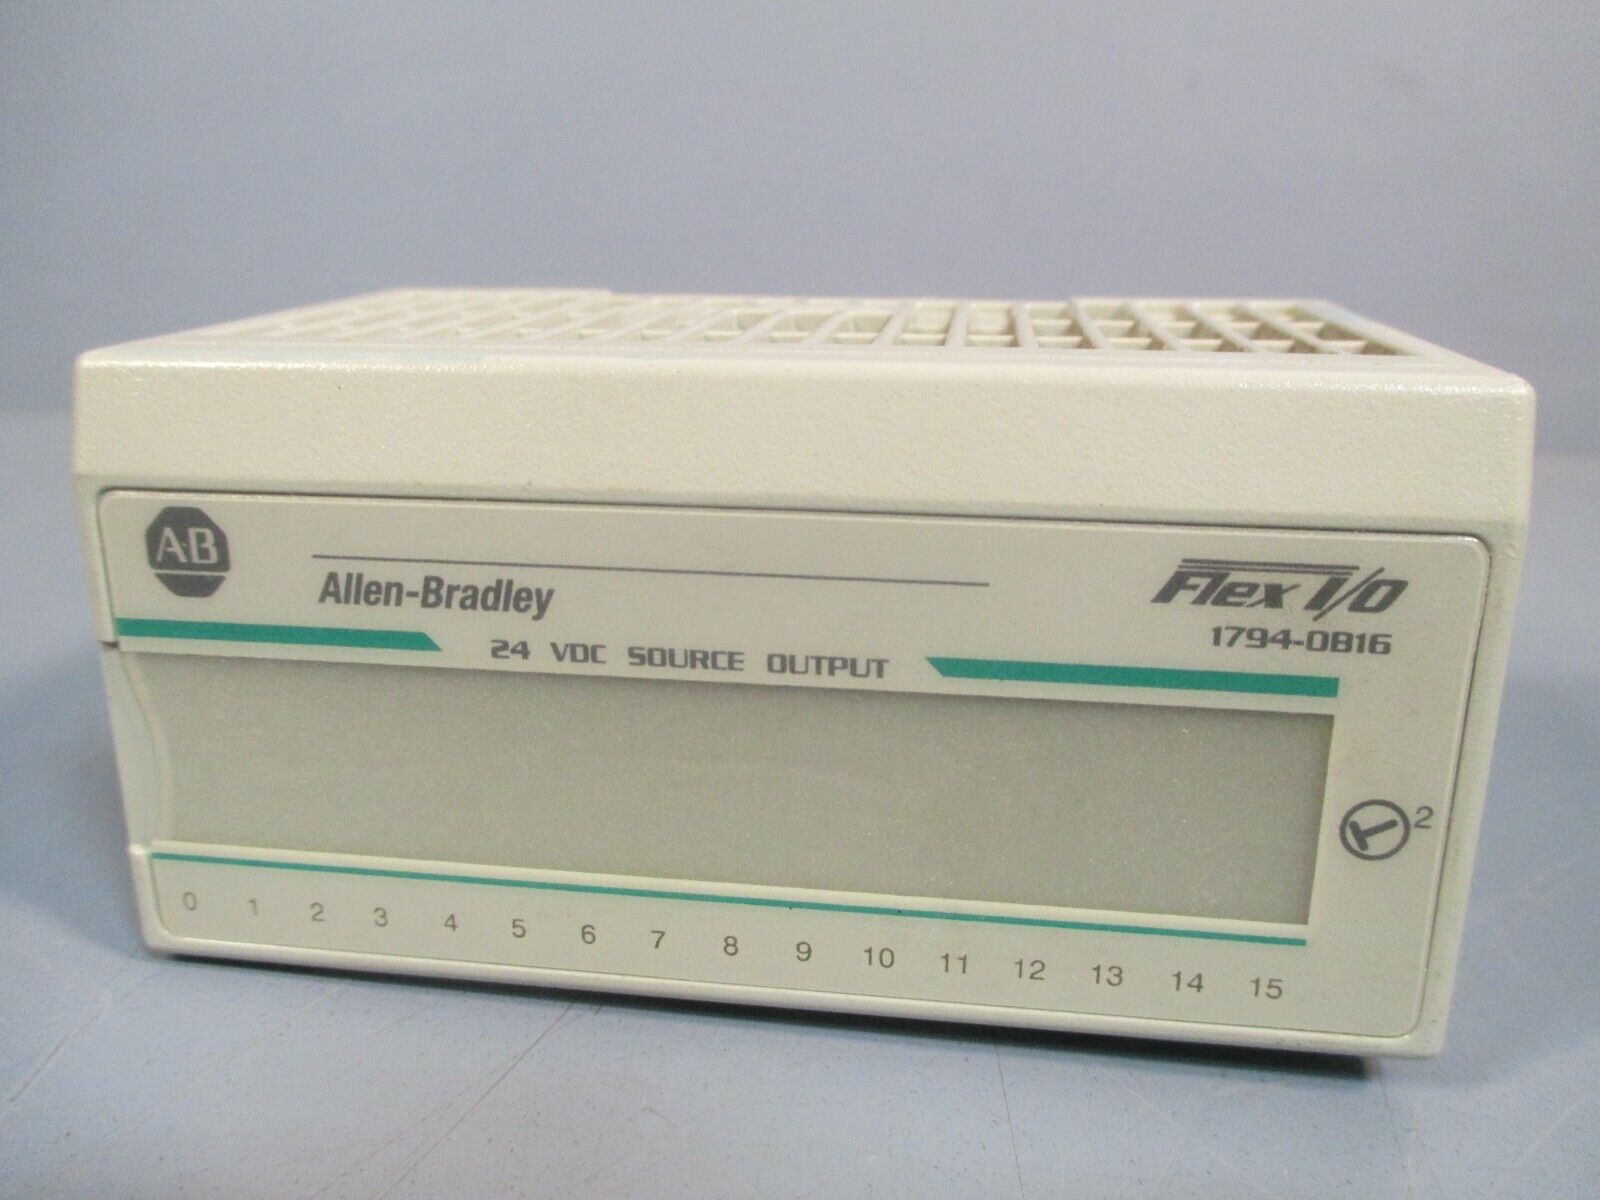 A-B
Allen-Bradley
Flex I/O
1794-OB16
24 VDC SOURCE OUTPUT
2
0 1 2 3 4 5 6 7 8 9 10 11 12 13 14 15